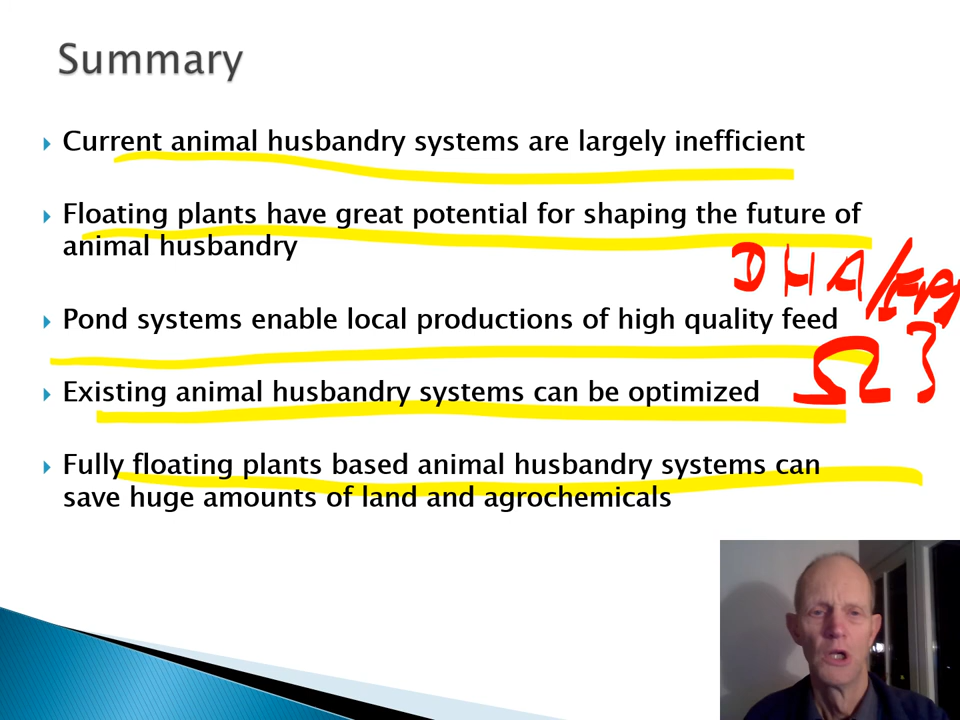 Summary
Current animal husbandry systems are largely inefficient
Floating plants have great potential for shaping the future of
animal husbandry
DHA/EPA
Pond systems enable local productions of high quality feed
Ω3
Existing animal husbandry systems can be optimized
Fully floating plants based animal husbandry systems can
save huge amounts of land and agrochemicals